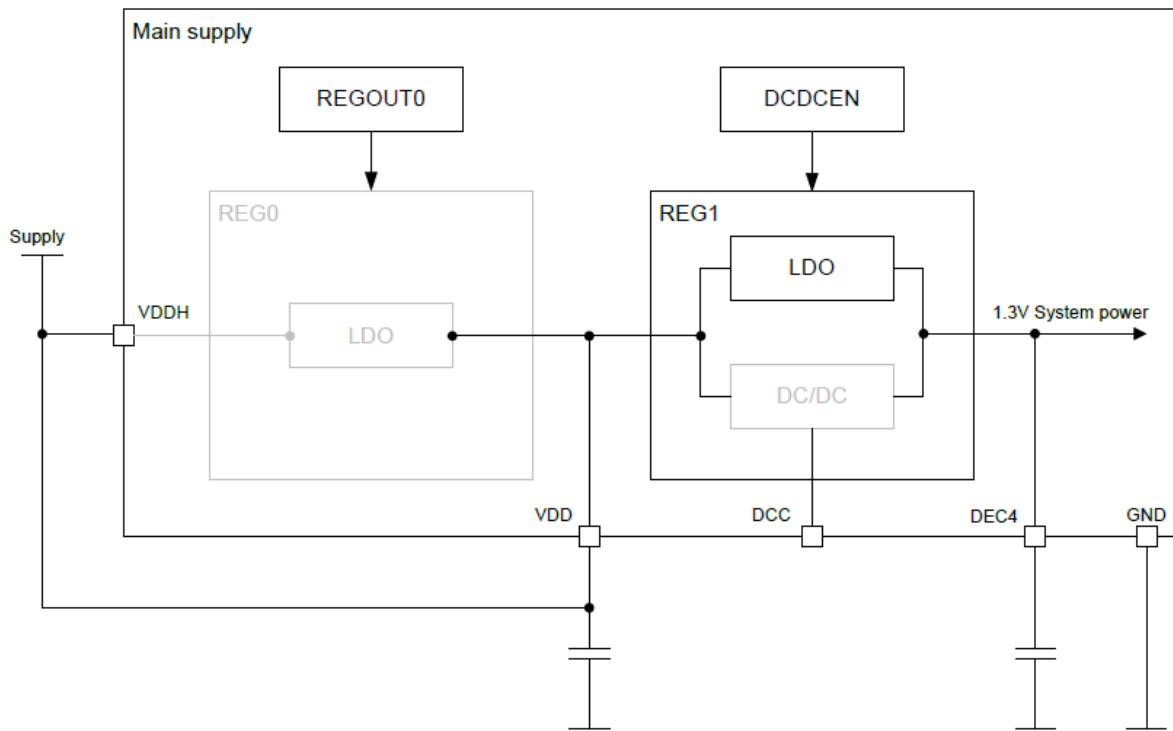 Main supply
REGOUT0
DCDCEN
REG0
REG1
Supply
LDO
VDDH
1.3V System power
LDO
DC/DC
VDD
DCC
DEC4
GND